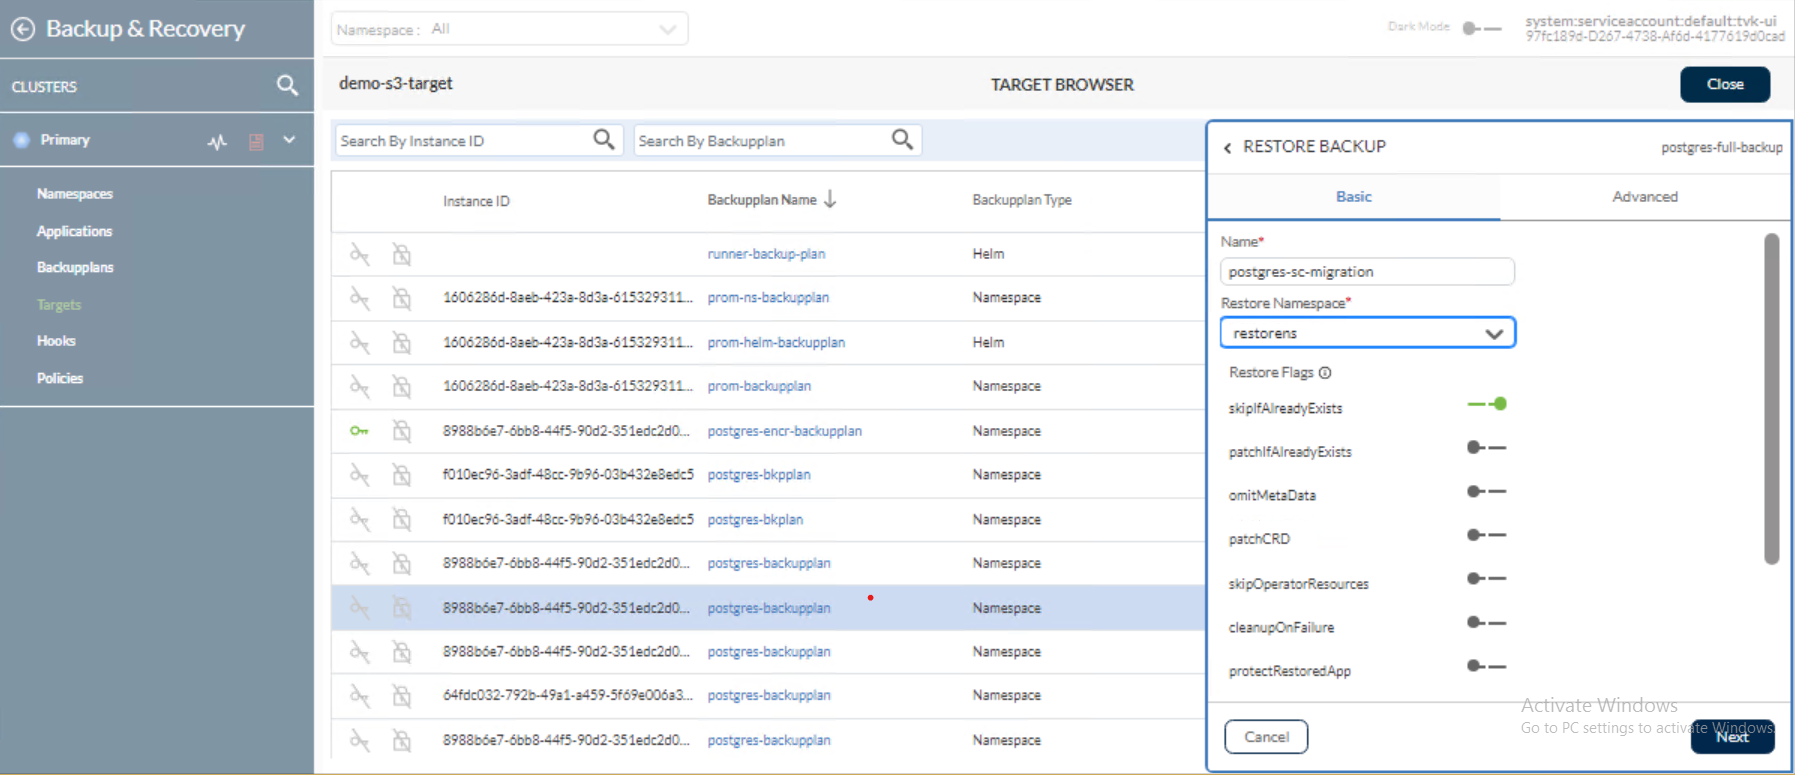 Backup & Recovery
Namespace : All
Dark Mode
system:serviceaccount:default:tvk-ui
97fc189d-D267-4738-Af6d-4177619d0cad
CLUSTERS
demo-s3-target
TARGET BROWSER
Close
Primary
Namespaces
Applications
Backupplans
Targets
Hooks
Policies
Search By Instance ID
Search By Backupplan
Instance ID Backupplan Name Backupplan Type
runner-backup-plan Helm
1606286d-8aeb-423a-8d3a-615329311... prom-ns-backupplan Namespace
1606286d-8aeb-423a-8d3a-615329311... prom-helm-backupplan Helm
1606286d-8aeb-423a-8d3a-615329311... prom-backupplan Namespace
8988b6e7-6bb8-44f5-90d2-351edc2d0... postgres-encr-backupplan Namespace
f010ec96-3adf-48cc-9b96-03b432e8edc5 postgres-bkpplan Namespace
f010ec96-3adf-48cc-9b96-03b432e8edc5 postgres-bkplan Namespace
8988b6e7-6bb8-44f5-90d2-351edc2d0... postgres-backupplan Namespace
8988b6e7-6bb8-44f5-90d2-351edc2d0... postgres-backupplan Namespace
8988b6e7-6bb8-44f5-90d2-351edc2d0... postgres-backupplan Namespace
64fdc032-792b-49a1-a459-5f69e006a3... postgres-backupplan Namespace
8988b6e7-6bb8-44f5-90d2-351edc2d0... postgres-backupplan Namespace
RESTORE BACKUP
postgres-full-backup
Basic
Advanced
Name*
postgres-sc-migration
Restore Namespace*
restorens
Restore Flags
skipIfAlreadyExists
patchIfAlreadyExists
omitMetaData
patchCRD
skipOperatorResources
cleanupOnFailure
protectRestoredApp
Activate Windows
Go to PC settings to activate Windows.
Cancel
Next